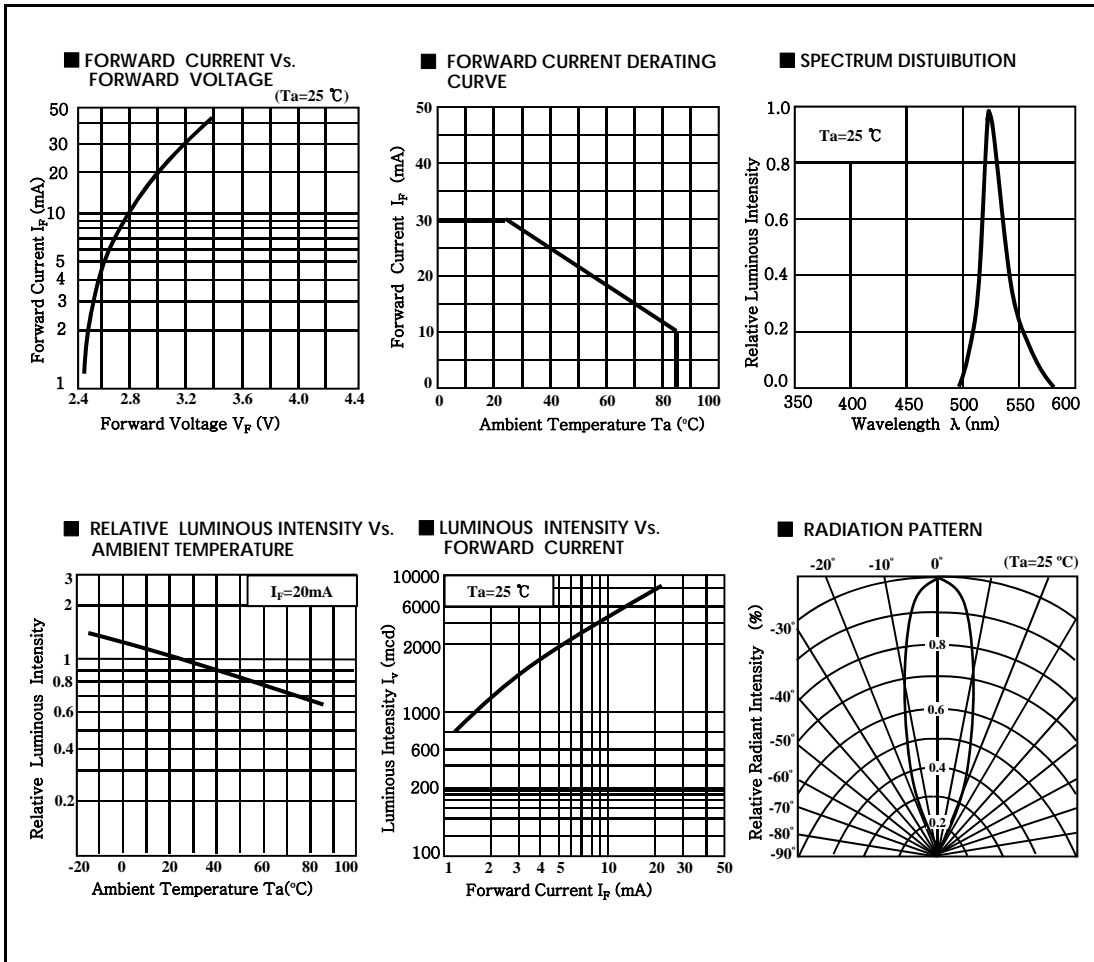 ■ FORWARD CURRENT Vs.
FORWARD VOLTAGE
(Ta=25 ℃)
50
30
20
10
5
4
3
2
1
Forward Current I_F (mA)
2.4 2.8 3.2 3.6 4.0 4.4
Forward Voltage V_F (V)
■ FORWARD CURRENT DERATING
CURVE
50
40
30
20
10
0
Forward Current I_F (mA)
0 20 40 60 80 100
Ambient Temperature Ta (°C)
■ SPECTRUM DISTUIBUTION
Ta=25 ℃
1.0
0.8
0.6
0.4
0.2
0.0
Relative Luminous Intensity
350 400 450 500 550 600
Wavelength λ (nm)
■ RELATIVE LUMINOUS INTENSITY Vs.
AMBIENT TEMPERATURE
I_F=20mA
3
2
1
0.8
0.6
0.4
0.2
Relative Luminous Intensity
-20 0 20 40 60 80 100
Ambient Temperature Ta(°C)
■ LUMINOUS INTENSITY Vs.
FORWARD CURRENT
Ta=25 ℃
10000
6000
2000
1000
600
200
100
Luminous Intensity I_v (mcd)
1 2 3 4 5 10 20 30 50
Forward Current I_F (mA)
■ RADIATION PATTERN
-20° -10° 0° (Ta=25 ºC)
-30°
-40°
-50°
-60°
-70°
-80°
-90°
0.8
0.6
0.4
0.2
Relative Radiant Intensity (%)